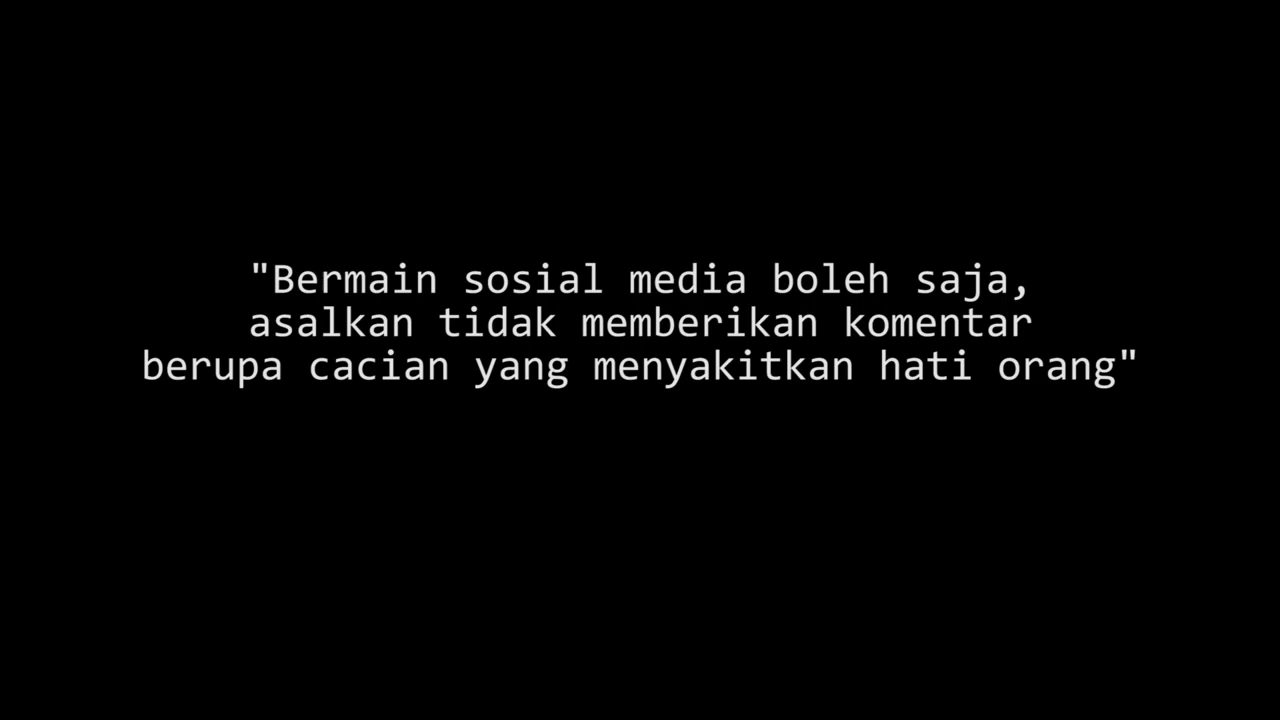 "Bermain sosial media boleh saja,
asalkan tidak memberikan komentar
berupa cacian yang menyakitkan hati orang"